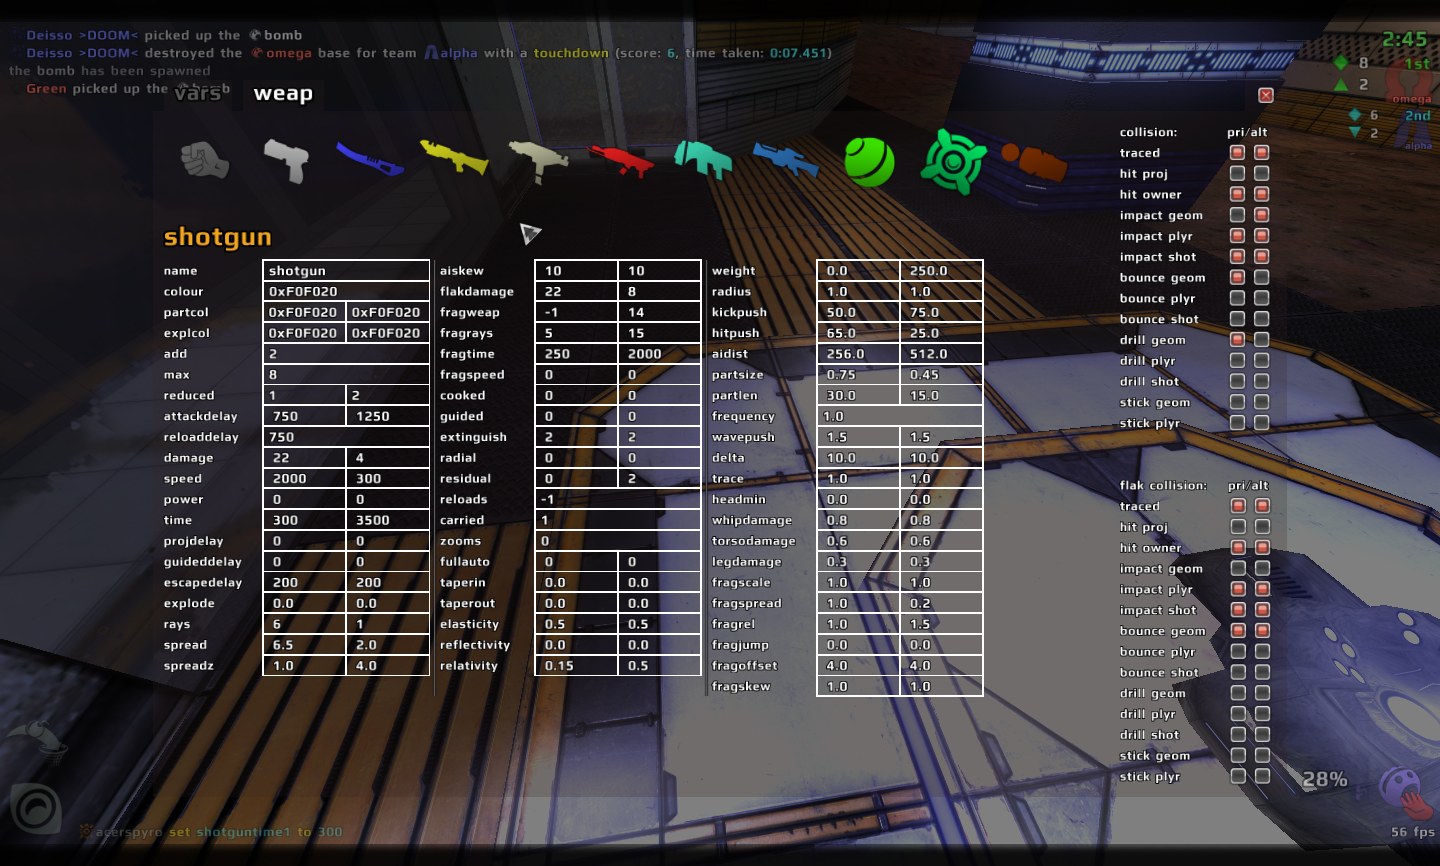 Deisso >DOOM< picked up the bomb
Deisso >DOOM< destroyed the omega base for team alpha with a touchdown (score: 6, time taken: 0:07.451)
the bomb has been spawned
Green picked up the bomb
2:45
8 1st
2
omega
6 2nd
2
alpha
vars weap
shotgun
name shotgun
colour 0xF0F020
partcol 0xF0F020 0xF0F020
explcol 0xF0F020 0xF0F020
add 2
max 8
reduced 1 2
attackdelay 750 1250
reloaddelay 750
damage 22 4
speed 2000 300
power 0 0
time 300 3500
projdelay 0 0
guideddelay 0 0
escapedelay 200 200
explode 0.0 0.0
rays 6 1
spread 6.5 2.0
spreadz 1.0 4.0
aiskew 10 10
flakdamage 22 8
fragweap -1 14
fragrays 5 15
fragtime 250 2000
fragspeed 0 0
cooked 0 0
guided 0 0
extinguish 2 2
radial 0 0
residual 0 2
reloads -1
carried 1
zooms 0
fullauto 0 0
taperin 0.0 0.0
taperout 0.0 0.0
elasticity 0.5 0.5
reflectivity 0.0 0.0
relativity 0.15 0.5
weight 0.0 250.0
radius 1.0 1.0
kickpush 50.0 75.0
hitpush 65.0 25.0
aidist 256.0 512.0
partsize 0.75 0.45
partlen 30.0 15.0
frequency 1.0
wavepush 1.5 1.5
delta 10.0 10.0
trace 1.0 1.0
headmin 0.0 0.0
whipdamage 0.8 0.8
torsodamage 0.6 0.6
legdamage 0.3 0.3
fragscale 1.0 1.0
fragspread 1.0 0.2
fragrel 1.0 1.5
fragjump 0.0 0.0
fragoffset 4.0 4.0
fragskew 1.0 1.0
collision: pri/alt
traced
hit proj
hit owner
impact geom
impact plyr
impact shot
bounce geom
bounce plyr
bounce shot
drill geom
drill plyr
drill shot
stick geom
stick plyr
flak collision: pri/alt
traced
hit proj
hit owner
impact geom
impact plyr
impact shot
bounce geom
bounce plyr
bounce shot
drill geom
drill plyr
drill shot
stick geom
stick plyr
28%
acerspyro set shotguntime1 to 300
56 fps